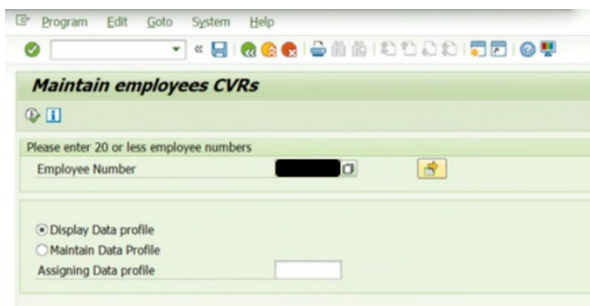 Program Edit Goto System Help
Maintain employees CVRs
Please enter 20 or less employee numbers
Employee Number
Display Data profile
Maintain Data Profile
Assigning Data profile